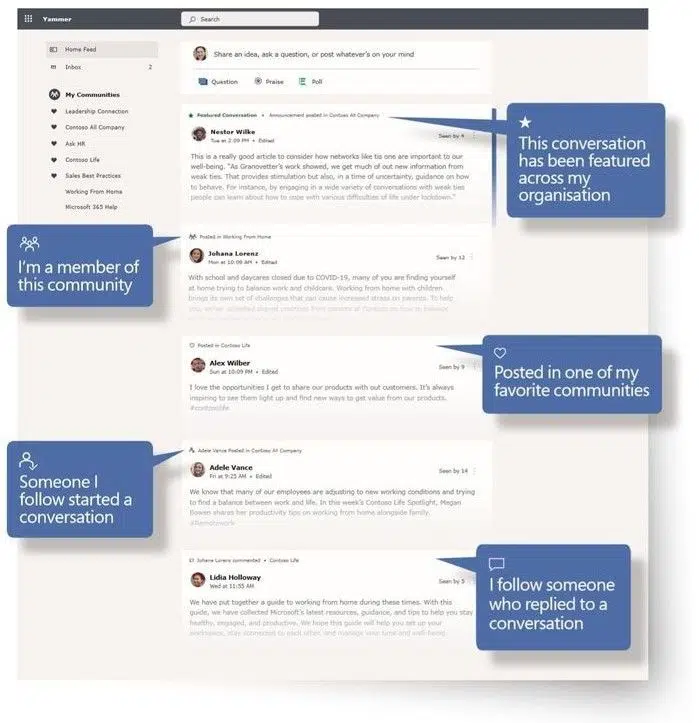 Yammer
Search
Home Feed
Inbox 2
My Communities
Leadership Connection
Contoso All Company
Ask HR
Contoso Life
Sales Best Practices
Working From Home
Microsoft 365 Help
Share an idea, ask a question, or post whatever's on your mind
Question Praise Poll
Featured Conversation • Announcement posted in Contoso All Company
Nestor Wilke
Tue at 2:09 PM • Edited
Seen by 4
This is a really good article to consider how networks like tie one are important to our
well-being. "As Granovetter's work showed, we get much of out new information from
weak ties. That provides stimulation but also, in a time of uncertainty, guidance on how
to behave. For instance, by engaging in a wide variety of conversations with weak ties
people can learn about how to cope with various difficulties of life under lockdown."
This conversation
has been featured
across my
organisation
I'm a member of
this community
Posted in Working From Home
Johana Lorenz
Mon at 10:09 AM • Edited
Seen by 12
With school and daycares closed due to COVID-19, many of you are finding yourself
at home trying to balance work and childcare. Working from home with children
brings its own set of challenges that can cause increased stress on parents. To help
you, we've collected shared practices from parents at
on how to balance
Posted in Contoso Life
Alex Wilber
Sun at 10:09 PM • Edited
Seen by 9
I love the opportunities I get to share our products with out customers. It's always
inspiring to see them light up and find new ways to get value from our products.
#contosolife
Posted in one of my
favorite communities
Someone I
follow started a
conversation
Adele Vance Posted in Contoso All Company
Adele Vance
Fri at 9:25 AM • Edited
Seen by 14
We know that many of our employees are adjusting to new working conditions and trying
to find a balance between work and life. In this week's Contoso Life Spotlight, Megan
Bowen shares her productivity tips on working from home alongside family.
#Remotework
Johana Lorenz commented • Contoso Life
Lidia Holloway
Wed at 11:55 AM
Seen by 5
We have put together a guide to working from home during these times. With this
guide, we have collected Microsoft's latest resources, guidance, and tips to help you stay
healthy, engaged, and productive. We hope this guide will help you set up your
workspace, stay connected to each other, and manage your time and well-being.
I follow someone
who replied to a
conversation